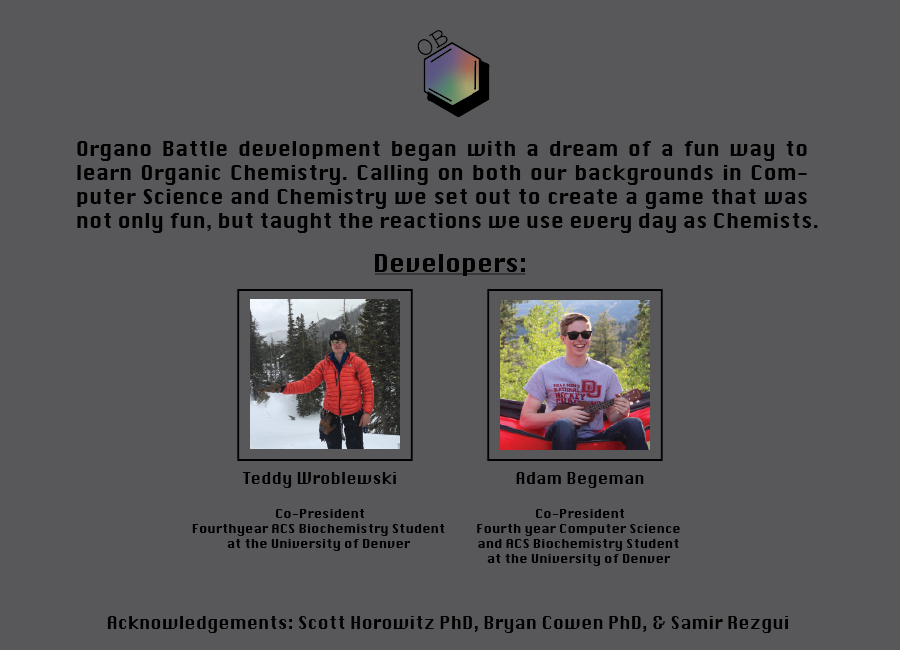 OB
Organo Battle development began with a dream of a fun way to
learn Organic Chemistry. Calling on both our backgrounds in Com-
puter Science and Chemistry we set out to create a game that was
not only fun, but taught the reactions we use every day as Chemists.
Developers:
DU
HOCKEY
Teddy Wroblewski
Adam Begeman
Co-President
Fourthyear ACS Biochemistry Student
at the University of Denver
Co-President
Fourth year Computer Science
and ACS Biochemistry Student
at the University of Denver
Acknowledgements: Scott Horowitz PhD, Bryan Cowen PhD, & Samir Rezgui